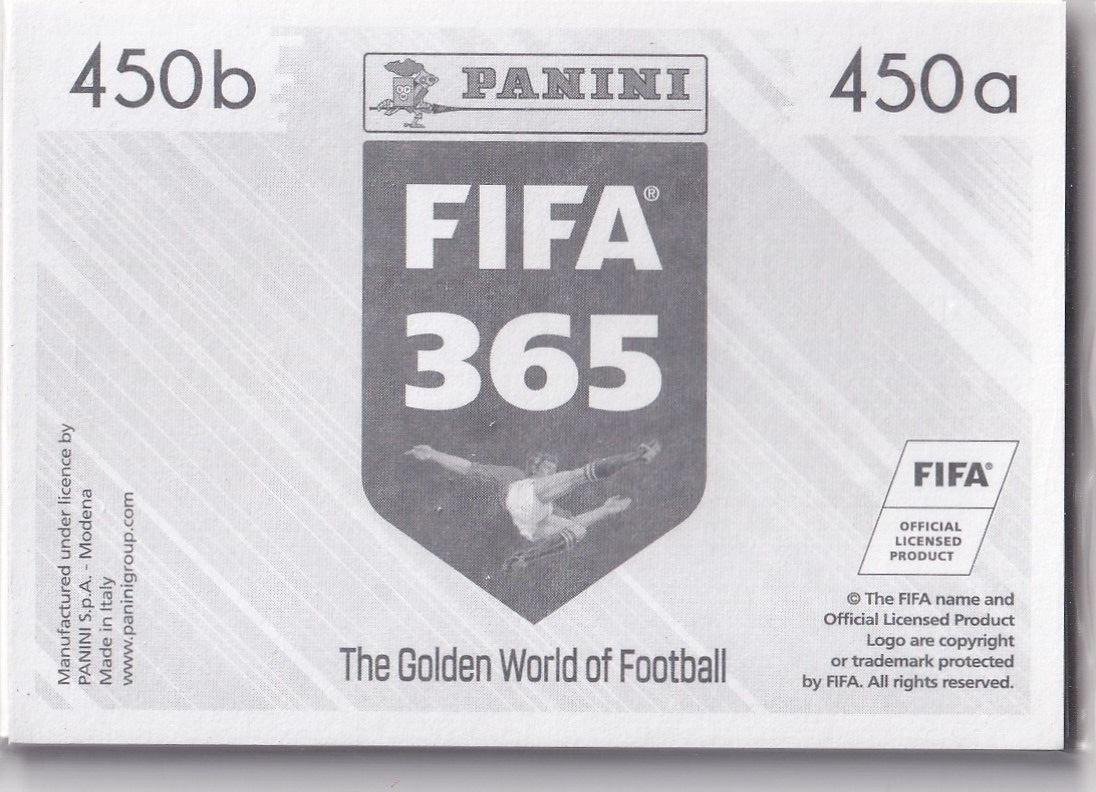 450b
450a
PANINI
FIFA®
365
The Golden World of Football
Manufactured under licence by
PANINI S.p.A. - Modena
Made in Italy
www.paninigroup.com
FIFA®
OFFICIAL
LICENSED
PRODUCT
© The FIFA name and
Official Licensed Product
Logo are copyright
or trademark protected
by FIFA. All rights reserved.